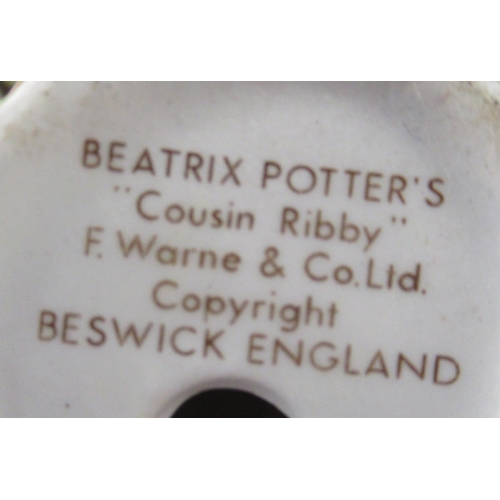 BEATRIX POTTER'S
"Cousin Ribby"
F. Warne & Co.Ltd.
Copyright
BESWICK ENGLAND